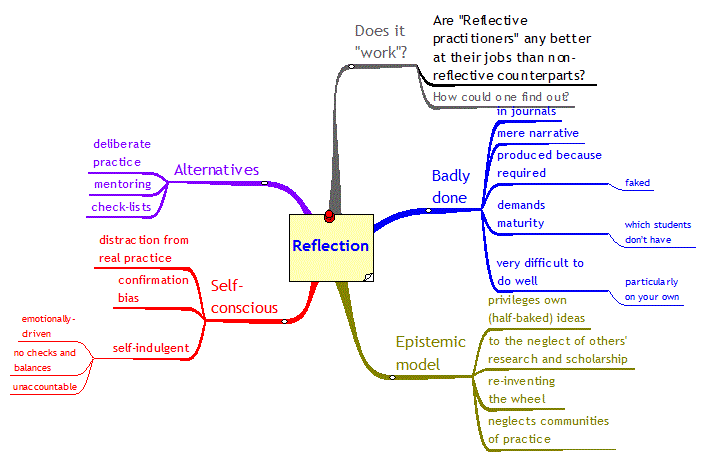 Does it
"work"?
Are "Reflective
practitioners" any better
at their jobs than non-
reflective counterparts?
How could one find out?
Badly
done
in journals
mere narrative
produced because
required
faked
demands
maturity
which students
don't have
very difficult to
do well
particularly
on your own
Epistemic
model
privileges own
(half-baked) ideas
to the neglect of others'
research and scholarship
re-inventing
the wheel
neglects communities
of practice
Reflection
Alternatives
deliberate
practice
mentoring
check-lists
Self-
conscious
distraction from
real practice
confirmation
bias
self-indulgent
emotionally-
driven
no checks and
balances
unaccountable